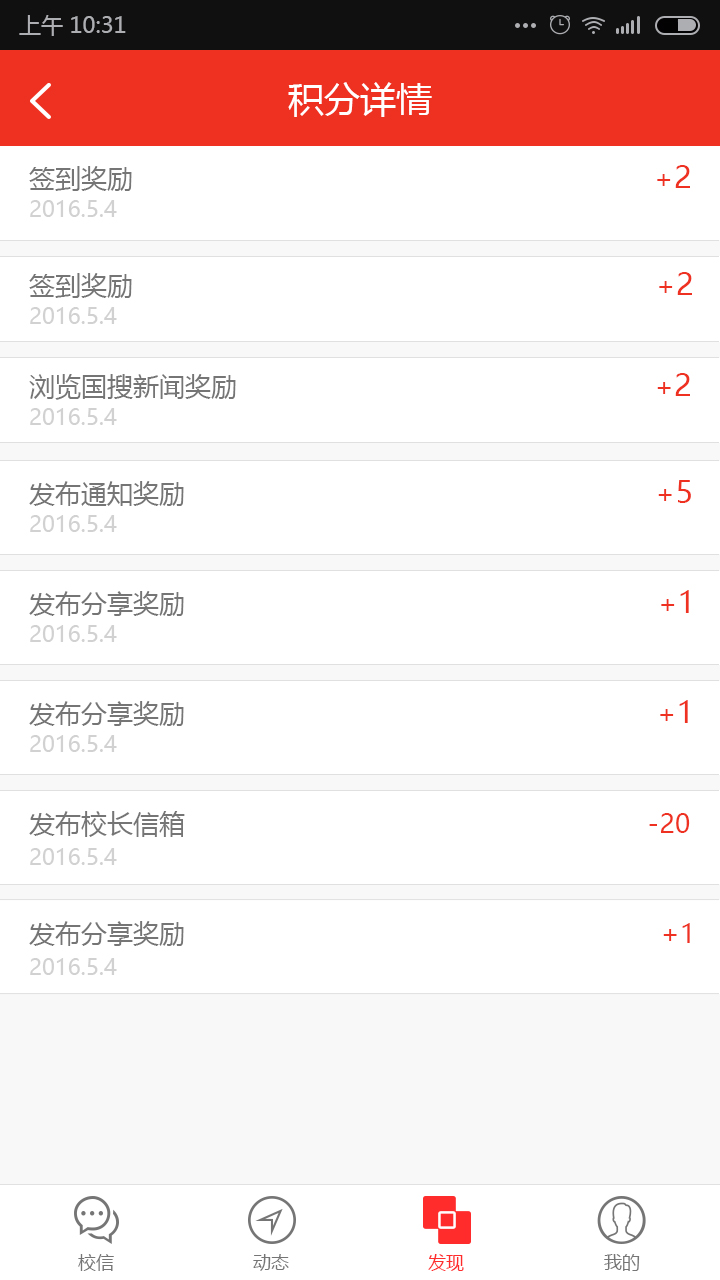 上午 10:31
积分详情
签到奖励
+2
2016.5.4
签到奖励
+2
2016.5.4
浏览国搜新闻奖励
+2
2016.5.4
发布通知奖励
+5
2016.5.4
发布分享奖励
+1
2016.5.4
发布分享奖励
+1
2016.5.4
发布校长信箱
-20
2016.5.4
发布分享奖励
+1
2016.5.4
校信 动态 发现 我的